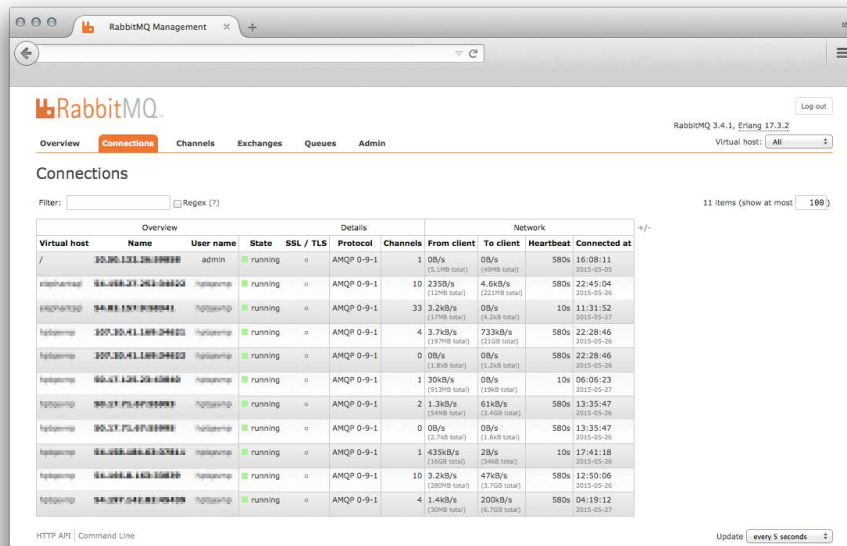 RabbitMQ Management
RabbitMQ
Log out
RabbitMQ 3.4.1, Erlang 17.3.2
Virtual host: All
Overview Connections Channels Exchanges Queues Admin
Connections
Filter: Regex (?) 11 items (show at most 100)
Overview Details Network +/-
Virtual host Name User name State SSL / TLS Protocol Channels From client To client Heartbeat Connected at
/ admin running AMQP 0-9-1 1 0B/s 0B/s 580s 16:08:11
(5.1MB total) (49MB total) 2015-05-05
running AMQP 0-9-1 10 235B/s 4.6kB/s 580s 22:45:04
(12MB total) (221MB total) 2015-05-26
running AMQP 0-9-1 33 3.2kB/s 0B/s 10s 11:31:52
(17MB total) (4.2kB total) 2015-05-27
running AMQP 0-9-1 4 3.7kB/s 733kB/s 580s 22:28:46
(197MB total) (21GB total) 2015-05-26
running AMQP 0-9-1 0 0B/s 0B/s 580s 22:28:46
(1.8kB total) (1.2kB total) 2015-05-26
running AMQP 0-9-1 1 30kB/s 0B/s 10s 06:06:23
(913MB total) (19kB total) 2015-05-27
running AMQP 0-9-1 2 1.3kB/s 61kB/s 580s 13:35:47
(54MB total) (2.4GB total) 2015-05-26
running AMQP 0-9-1 0 0B/s 0B/s 580s 13:35:47
(2.7kB total) (1.6kB total) 2015-05-26
running AMQP 0-9-1 1 435kB/s 2B/s 10s 17:41:18
(16GB total) (54kB total) 2015-05-26
running AMQP 0-9-1 10 3.2kB/s 47kB/s 580s 12:50:06
(280MB total) (3.7GB total) 2015-05-26
running AMQP 0-9-1 4 1.4kB/s 200kB/s 580s 04:19:12
(30MB total) (6.7GB total) 2015-05-27
HTTP API Command Line Update every 5 seconds